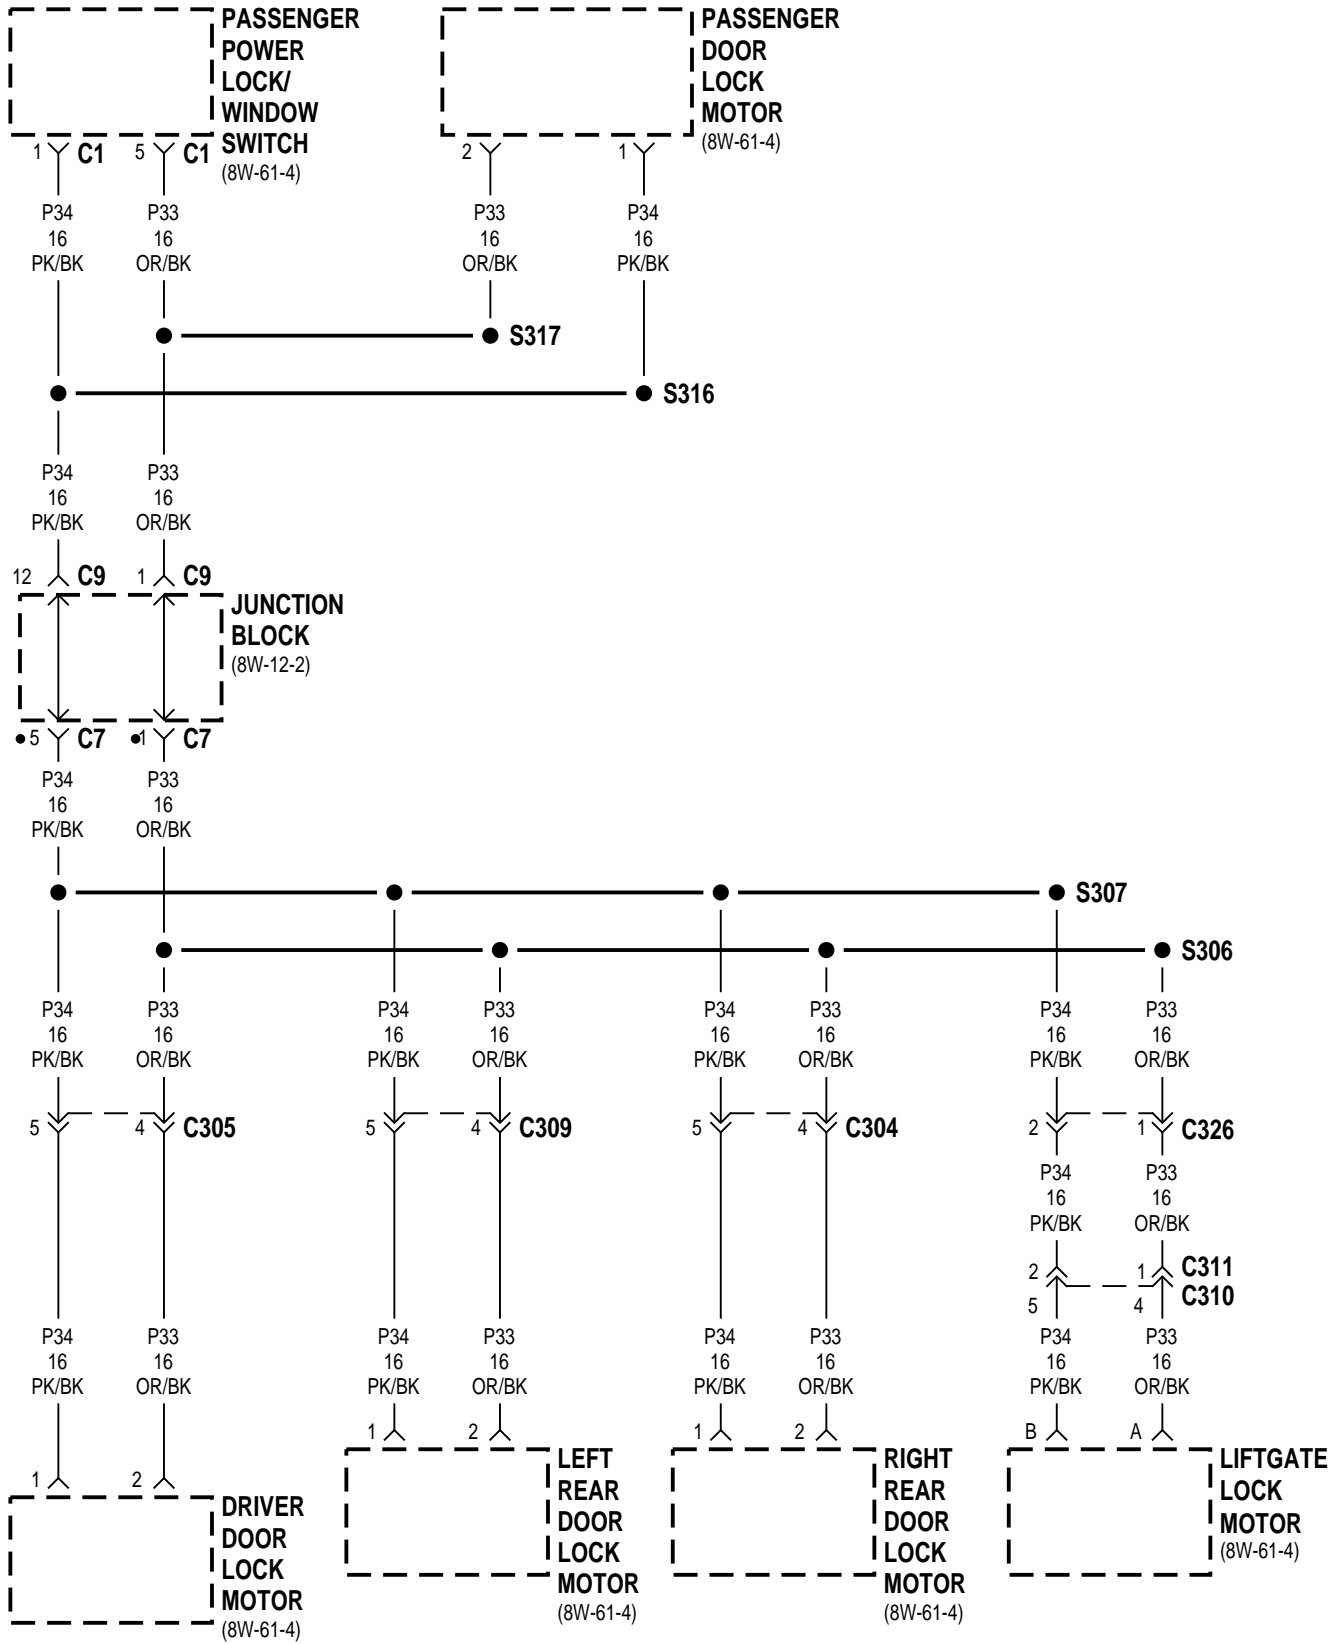 PASSENGER
POWER
LOCK/
WINDOW
SWITCH
(8W-61-4)
PASSENGER
DOOR
LOCK
MOTOR
(8W-61-4)
1 C1 5 C1 2 1
P34 P33 P33 P34
16 16 16 16
PK/BK OR/BK OR/BK PK/BK
S317
S316
P34 P33
16 16
PK/BK OR/BK
12 C9 1 C9
JUNCTION
BLOCK
(8W-12-2)
5 C7 1 C7
P34 P33
16 16
PK/BK OR/BK
S307
S306
P34 P33 P34 P33 P34 P33 P34 P33
16 16 16 16 16 16 16 16
PK/BK OR/BK PK/BK OR/BK PK/BK OR/BK PK/BK OR/BK
5 4 C305 5 4 C309 5 4 C304 2 1 C326
P34 P33
16 16
PK/BK OR/BK
2 1 C311
5 4 C310
P34 P33 P34 P33 P34 P33 P34 P33
16 16 16 16 16 16 16 16
PK/BK OR/BK PK/BK OR/BK PK/BK OR/BK PK/BK OR/BK
1 2 1 2 B A
1 2
DRIVER
DOOR
LOCK
MOTOR
(8W-61-4)
LEFT
REAR
DOOR
LOCK
MOTOR
(8W-61-4)
RIGHT
REAR
DOOR
LOCK
MOTOR
(8W-61-4)
LIFTGATE
LOCK
MOTOR
(8W-61-4)